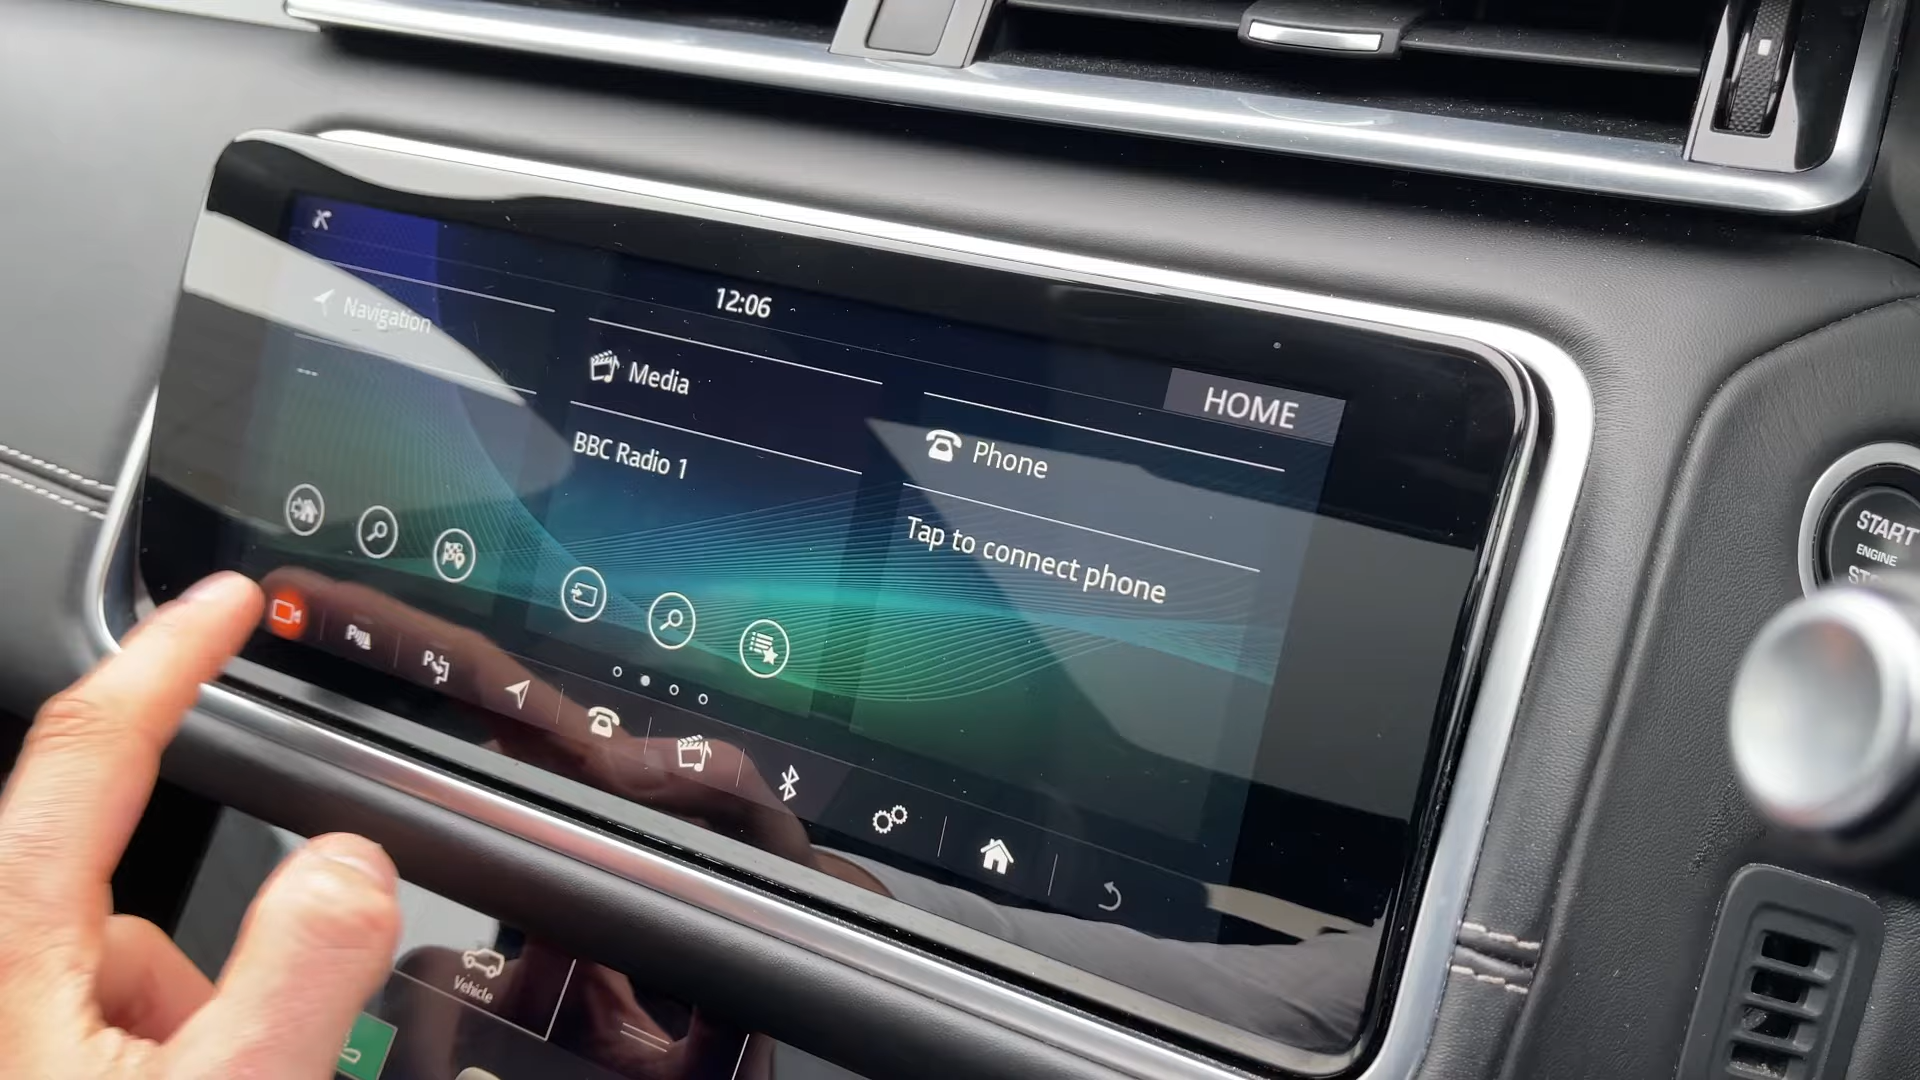 12:06
HOME
Navigation
---
Media
BBC Radio 1
Phone
Tap to connect phone
START
ENGINE
Vehicle